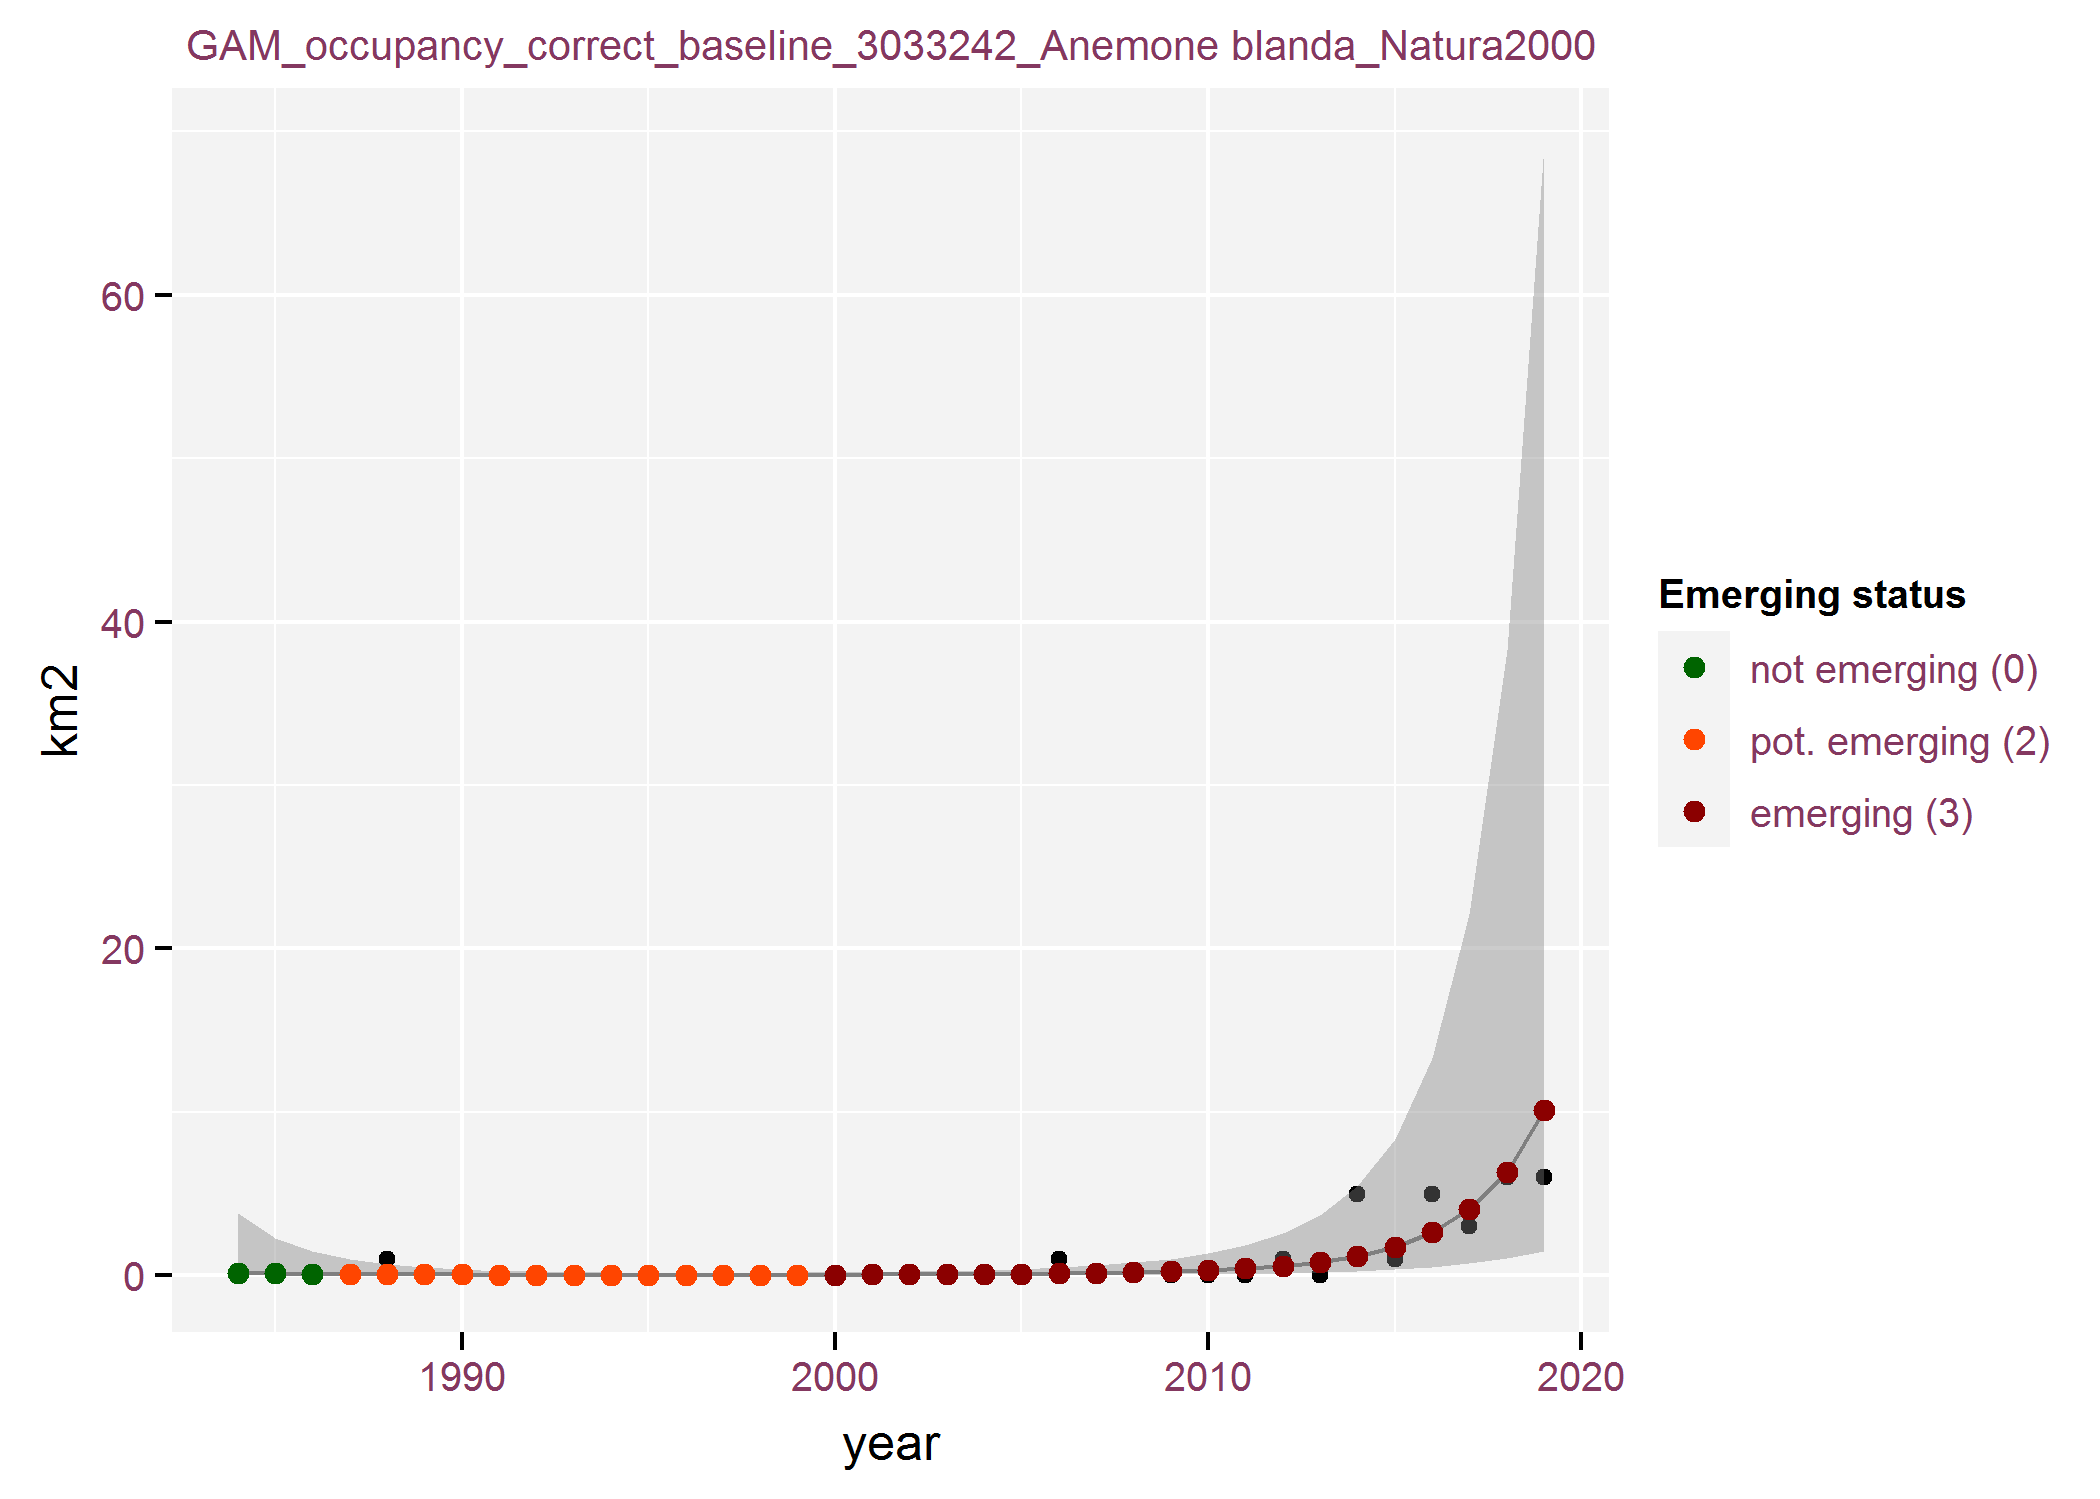 GAM_occupancy_correct_baseline_3033242_Anemone blanda_Natura2000
60
40
20
0
km2
1990 2000 2010 2020
year
Emerging status
not emerging (0)
pot. emerging (2)
emerging (3)